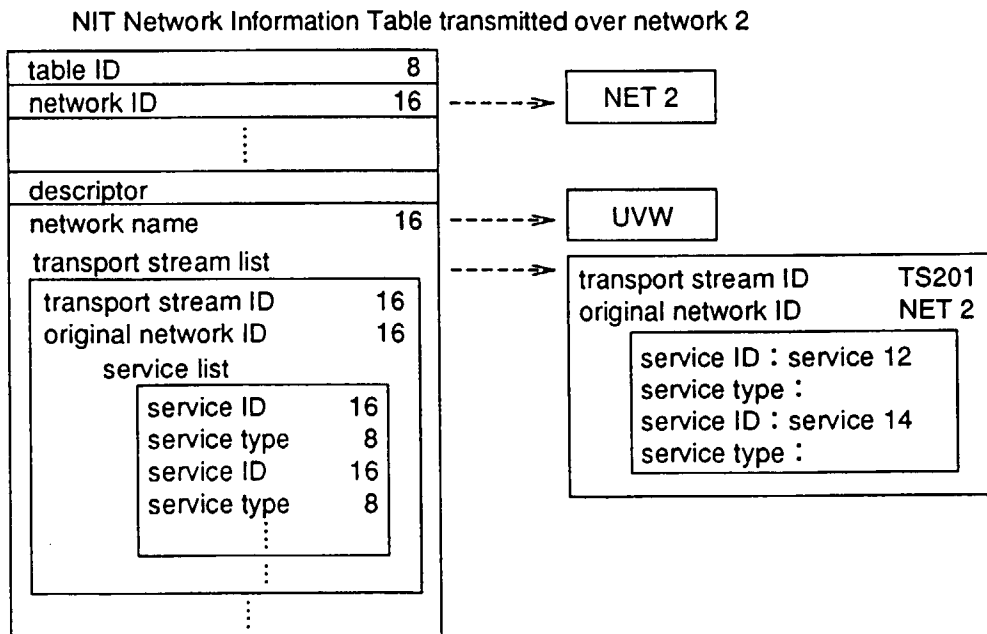 NIT Network Information Table transmitted over network 2
table ID 8
network ID 16
NET 2
descriptor
network name 16
UVW
transport stream list
transport stream ID 16
original network ID 16
service list
service ID 16
service type 8
service ID 16
service type 8
transport stream ID TS201
original network ID NET 2
service ID : service 12
service type :
service ID : service 14
service type :